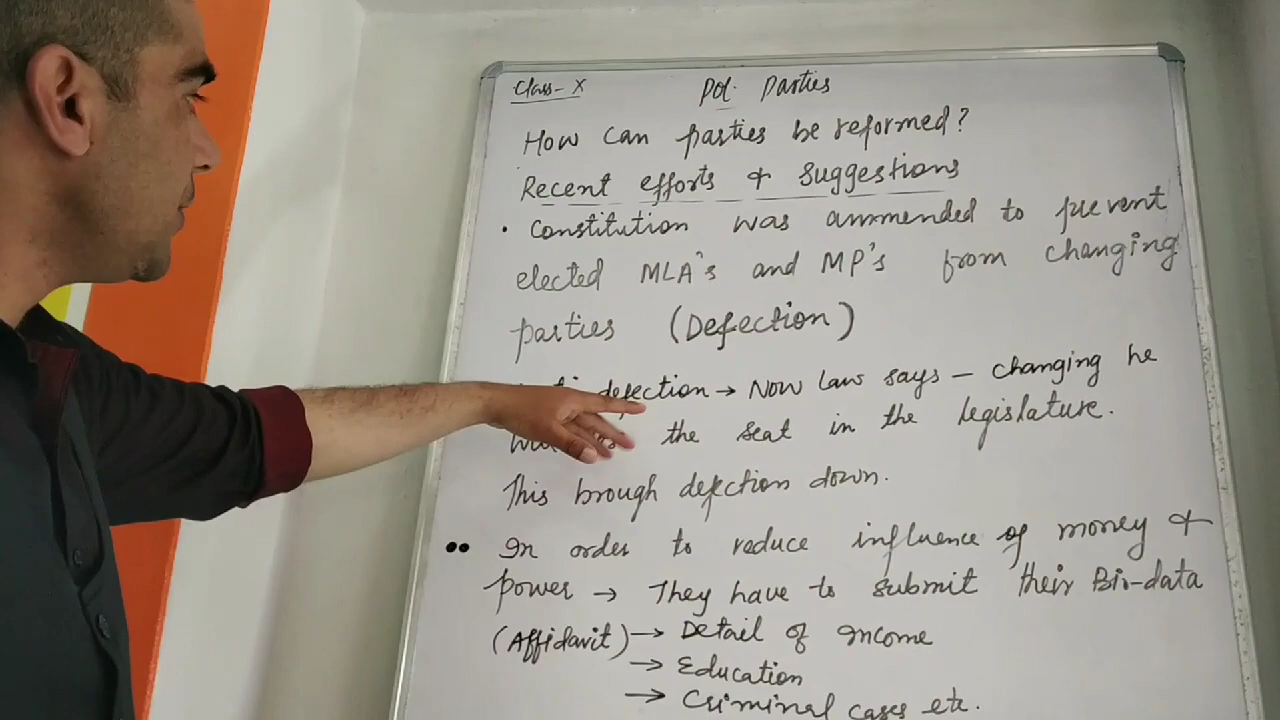 Class- X
Pol. Parties
How can parties be reformed?
Recent efforts & Suggestions
• Constitution was ammended to prevent
elected MLA's and MP's from changing
parties (Defection)
defection → Now law says – changing he
the seat in the legislature.
This brough defection down.
•• In order to reduce influence of money &
power → They have to submit their Bio-data
(Affidavit) → Detail of Income
→ Education
→ Criminal cases etc.